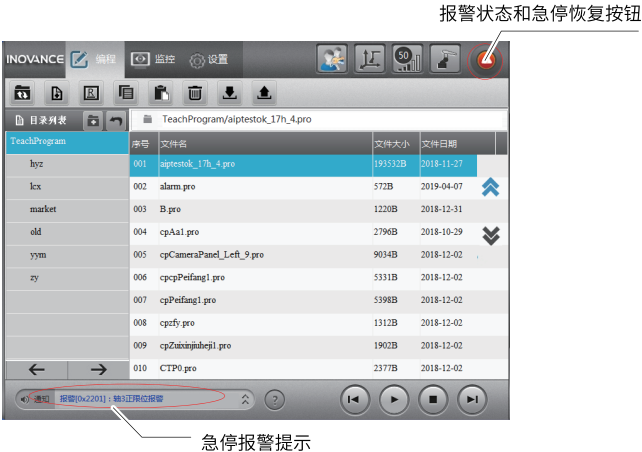 报警状态和急停恢复按钮
INOVANCE 编程 监控 设置 50
R
目录列表 TeachProgram/aiptestok_17h_4.pro
TeachProgram 序号 文件名 文件大小 文件日期
hyz 001 aiptestok_17h_4.pro 193532B 2018-11-27
lcx 002 alarm.pro 572B 2019-04-07
market 003 B.pro 1220B 2018-12-31
old 004 cpAa1.pro 2796B 2018-10-29
yym 005 cpCameraPanel_Left_9.pro 9034B 2018-12-02
zy 006 cpcpPeifang1.pro 5331B 2018-12-02
007 cpPeifang1.pro 5398B 2018-12-02
008 cpzfy.pro 1312B 2018-12-02
009 cpZuixinjiuheji1.pro 1902B 2018-12-02
010 CTP0.pro 2377B 2018-12-02
通知 报警[0x2201]：轴3正限位报警 ?
急停报警提示